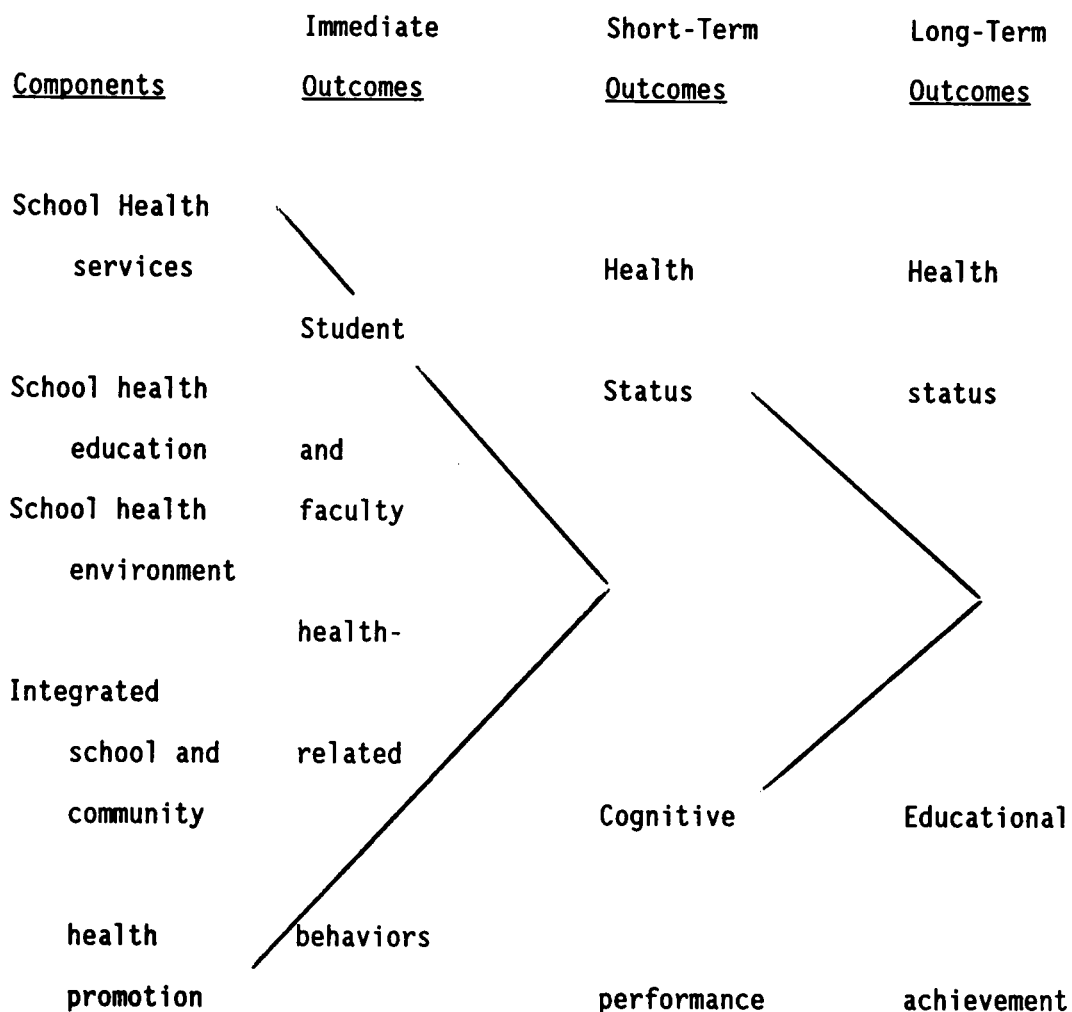 Immediate Short-Term Long-Term
Components Outcomes Outcomes Outcomes
School Health
services Health Health
Student
School health Status status
education and
School health faculty
environment
health-
Integrated
school and related
community Cognitive Educational
health behaviors
promotion performance achievement